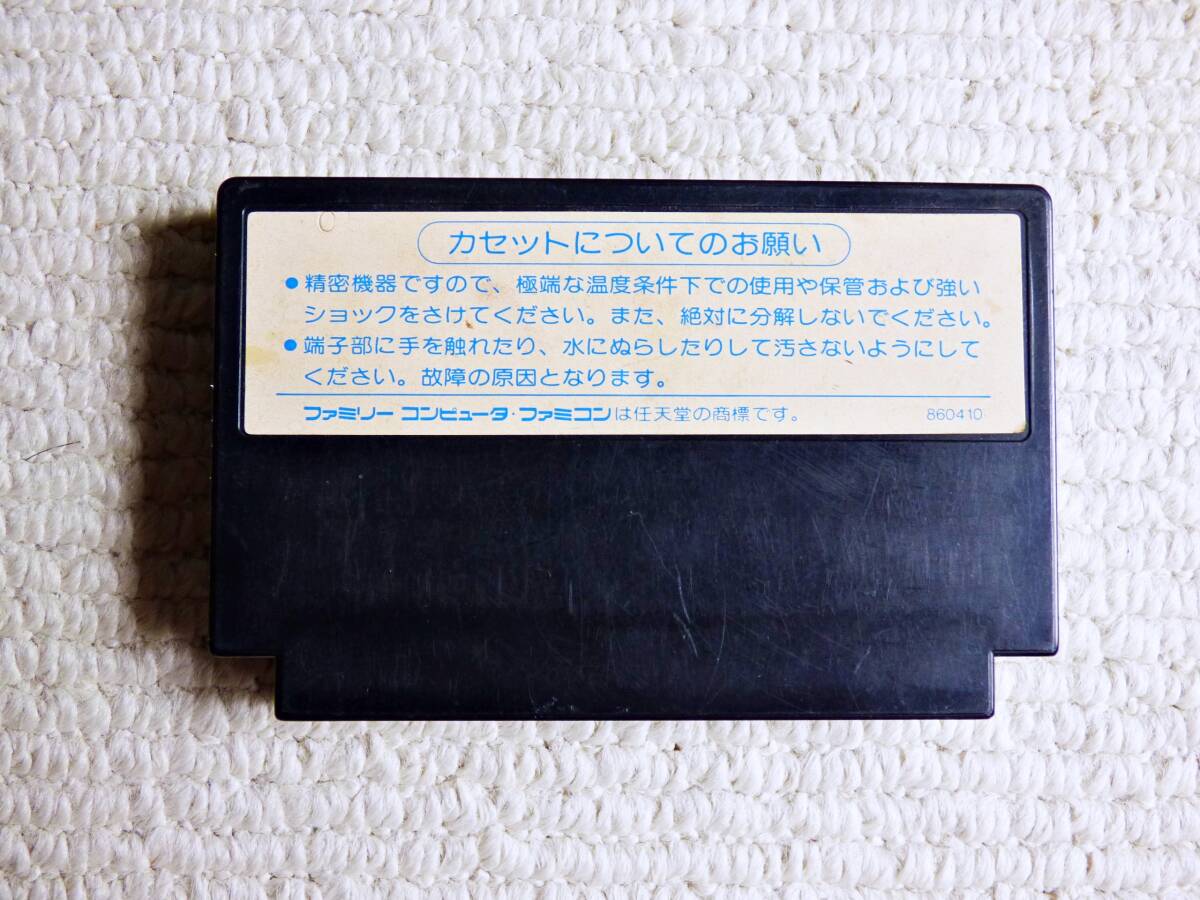 カセットについてのお願い
●精密機器ですので、極端な温度条件下での使用や保管および強い
ショックをさけてください。また、絶対に分解しないでください。
●端子部に手を触れたり、水にぬらしたりして汚さないようにして
ください。故障の原因となります。
ファミリー コンピュータ・ファミコンは任天堂の商標です。 860410